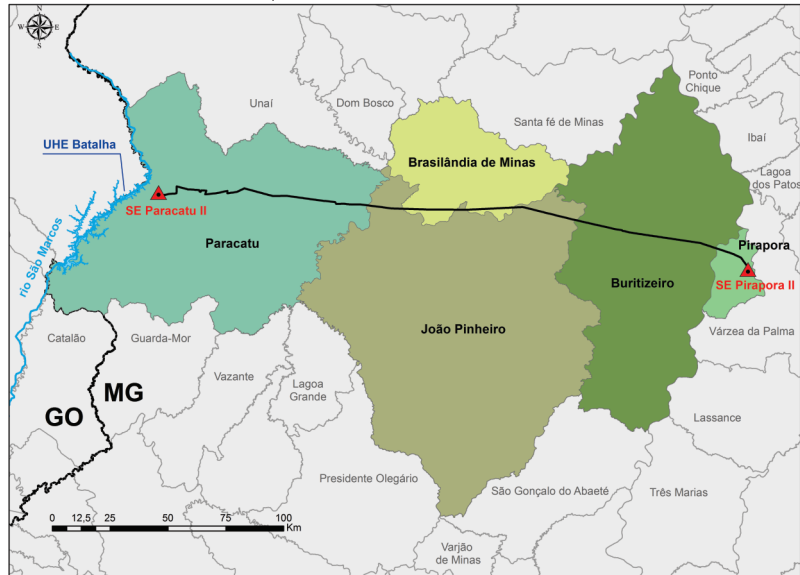 N
W
E
S
Ponto
Chique
Unaí
Dom Bosco
Santa fé de Minas
Ibaí
UHE Batalha
Brasilândia de Minas
Lagoa
dos Patos
SE Paracatu II
rio São Marcos
Paracatu
Pirapora
SE Pirapora II
Buritizeiro
João Pinheiro
Várzea da Palma
Catalão
Guarda-Mor
Vazante
Lagoa
Grande
GO
MG
Lassance
Presidente Olegário
São Gonçalo do Abaeté
Três Marias
0 12,5 25 50 75 100
Km
Varjão
de Minas